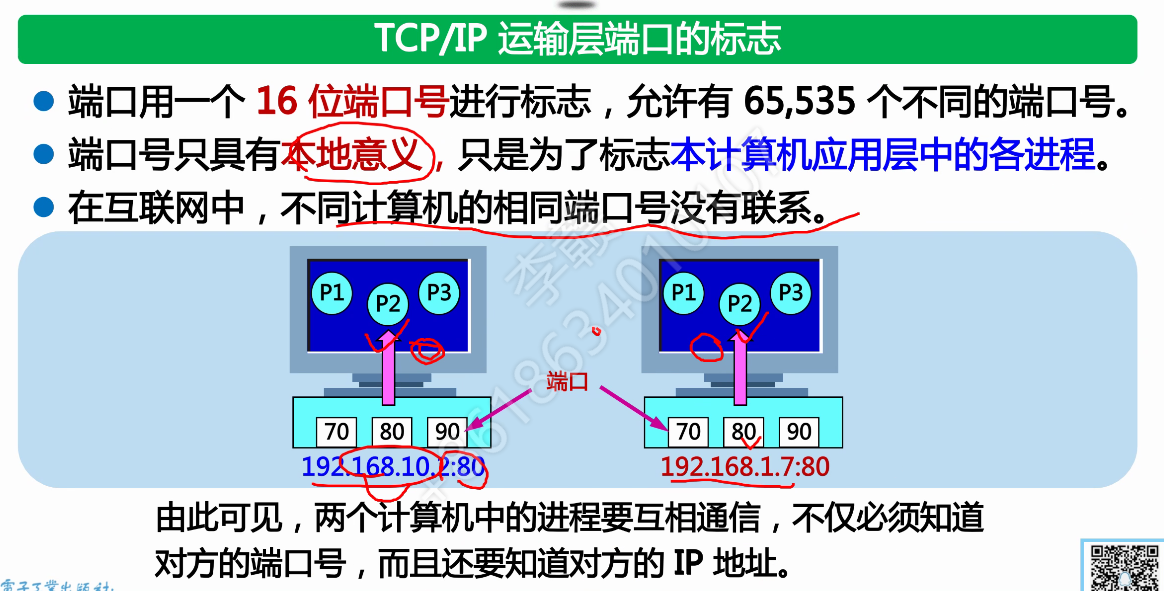 TCP/IP 运输层端口的标志
端口用一个 16 位端口号进行标志，允许有 65,535 个不同的端口号。
端口号只具有本地意义，只是为了标志本计算机应用层中的各进程。
在互联网中，不同计算机的相同端口号没有联系。
P1 P2 P3
P1 P2 P3
端口
70 80 90
70 80 90
192.168.10.2:80
192.168.1.7:80
由此可见，两个计算机中的进程要互相通信，不仅必须知道
对方的端口号，而且还要知道对方的 IP 地址。
電子工業出版社